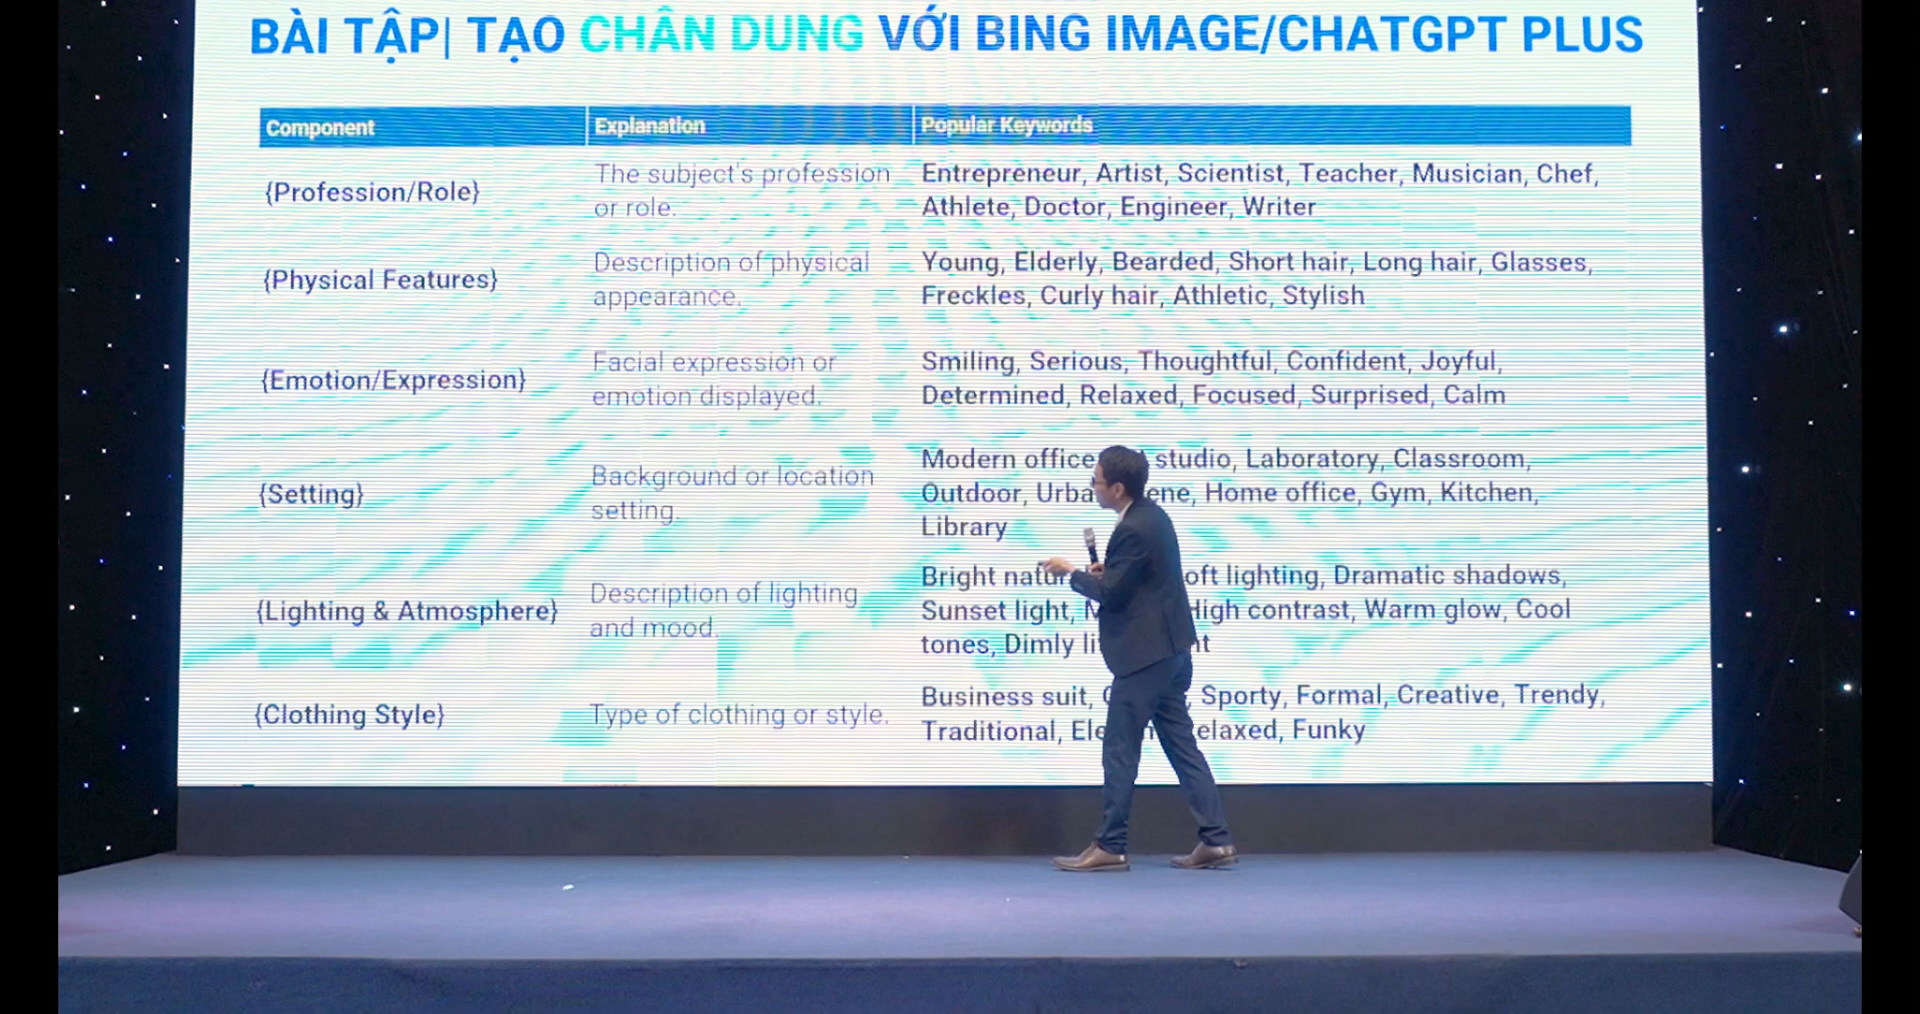 BÀI TẬP| TẠO CHÂN DUNG VỚI BING IMAGE/CHATGPT PLUS
Component
Explanation
Popular Keywords
{Profession/Role}
The subject's profession
or role.
Entrepreneur, Artist, Scientist, Teacher, Musician, Chef,
Athlete, Doctor, Engineer, Writer
{Physical Features}
Description of physical
appearance.
Young, Elderly, Bearded, Short hair, Long hair, Glasses,
Freckles, Curly hair, Athletic, Stylish
{Emotion/Expression}
Facial expression or
emotion displayed.
Smiling, Serious, Thoughtful, Confident, Joyful,
Determined, Relaxed, Focused, Surprised, Calm
{Setting}
Background or location
setting.
Modern office studio, Laboratory, Classroom,
Outdoor, Home office, Gym, Kitchen,
Library
{Lighting & Atmosphere}
Description of lighting
and mood.
Bright lighting, Dramatic shadows,
Sunset light, High contrast, Warm glow, Cool
tones, Dimly
{Clothing Style}
Type of clothing or style.
Business suit, Sporty, Formal, Creative, Trendy,
Traditional, Funky